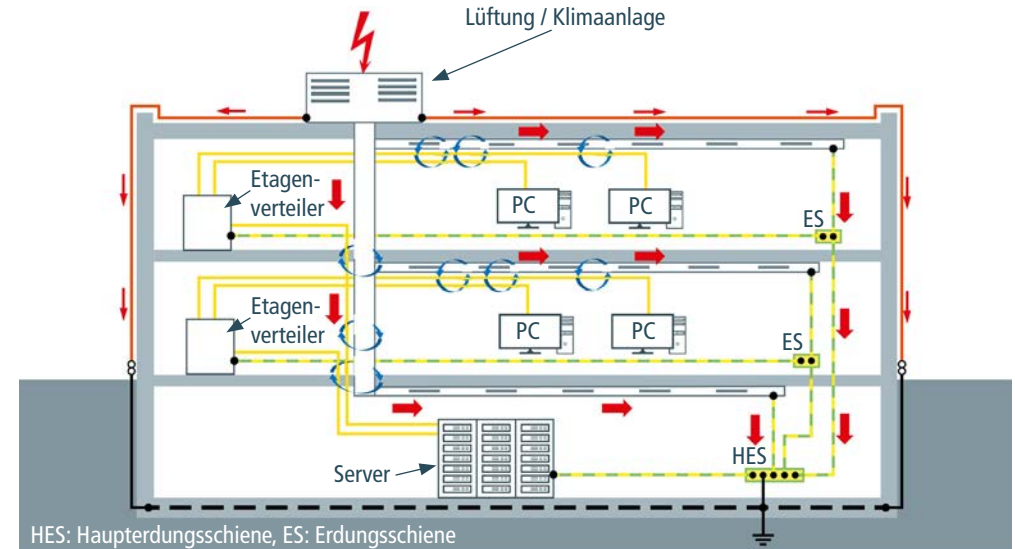 Lüftung / Klimaanlage
Etagen-
verteiler
PC
PC
ES
Etagen-
verteiler
PC
PC
ES
HES
Server
HES: Haupterdungsschiene, ES: Erdungsschiene